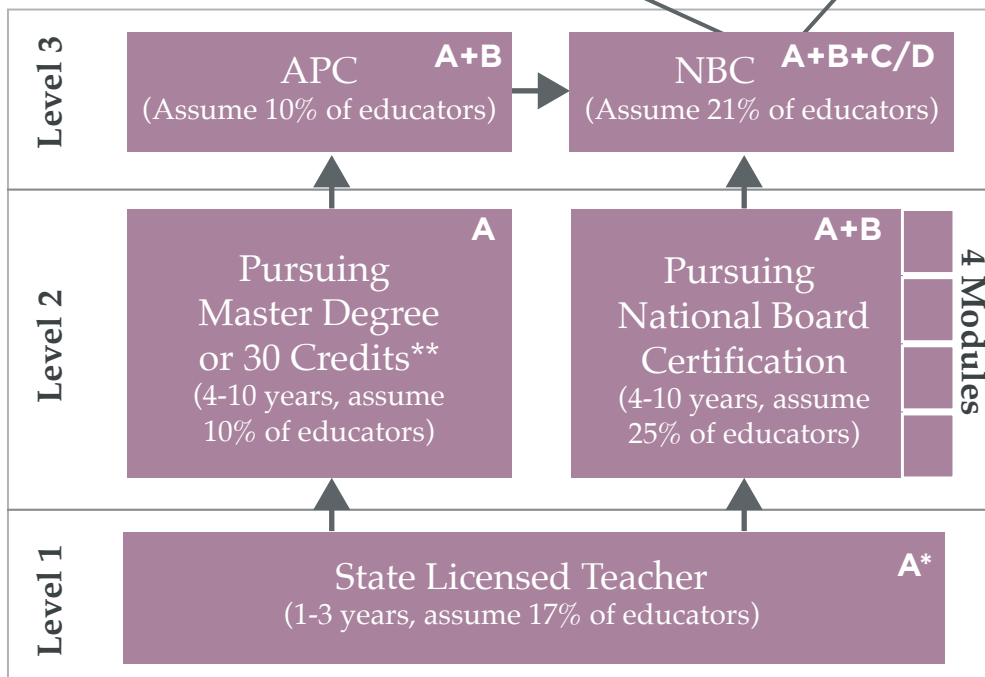 Level 3
APC
A+B
(Assume 10% of educators)
NBC
A+B+C/D
(Assume 21% of educators)
Level 2
A
Pursuing
Master Degree
or 30 Credits**
(4-10 years, assume
10% of educators)
A+B
Pursuing
National Board
Certification
(4-10 years, assume
25% of educators)
4 Modules
Level 1
A*
State Licensed Teacher
(1-3 years, assume 17% of educators)